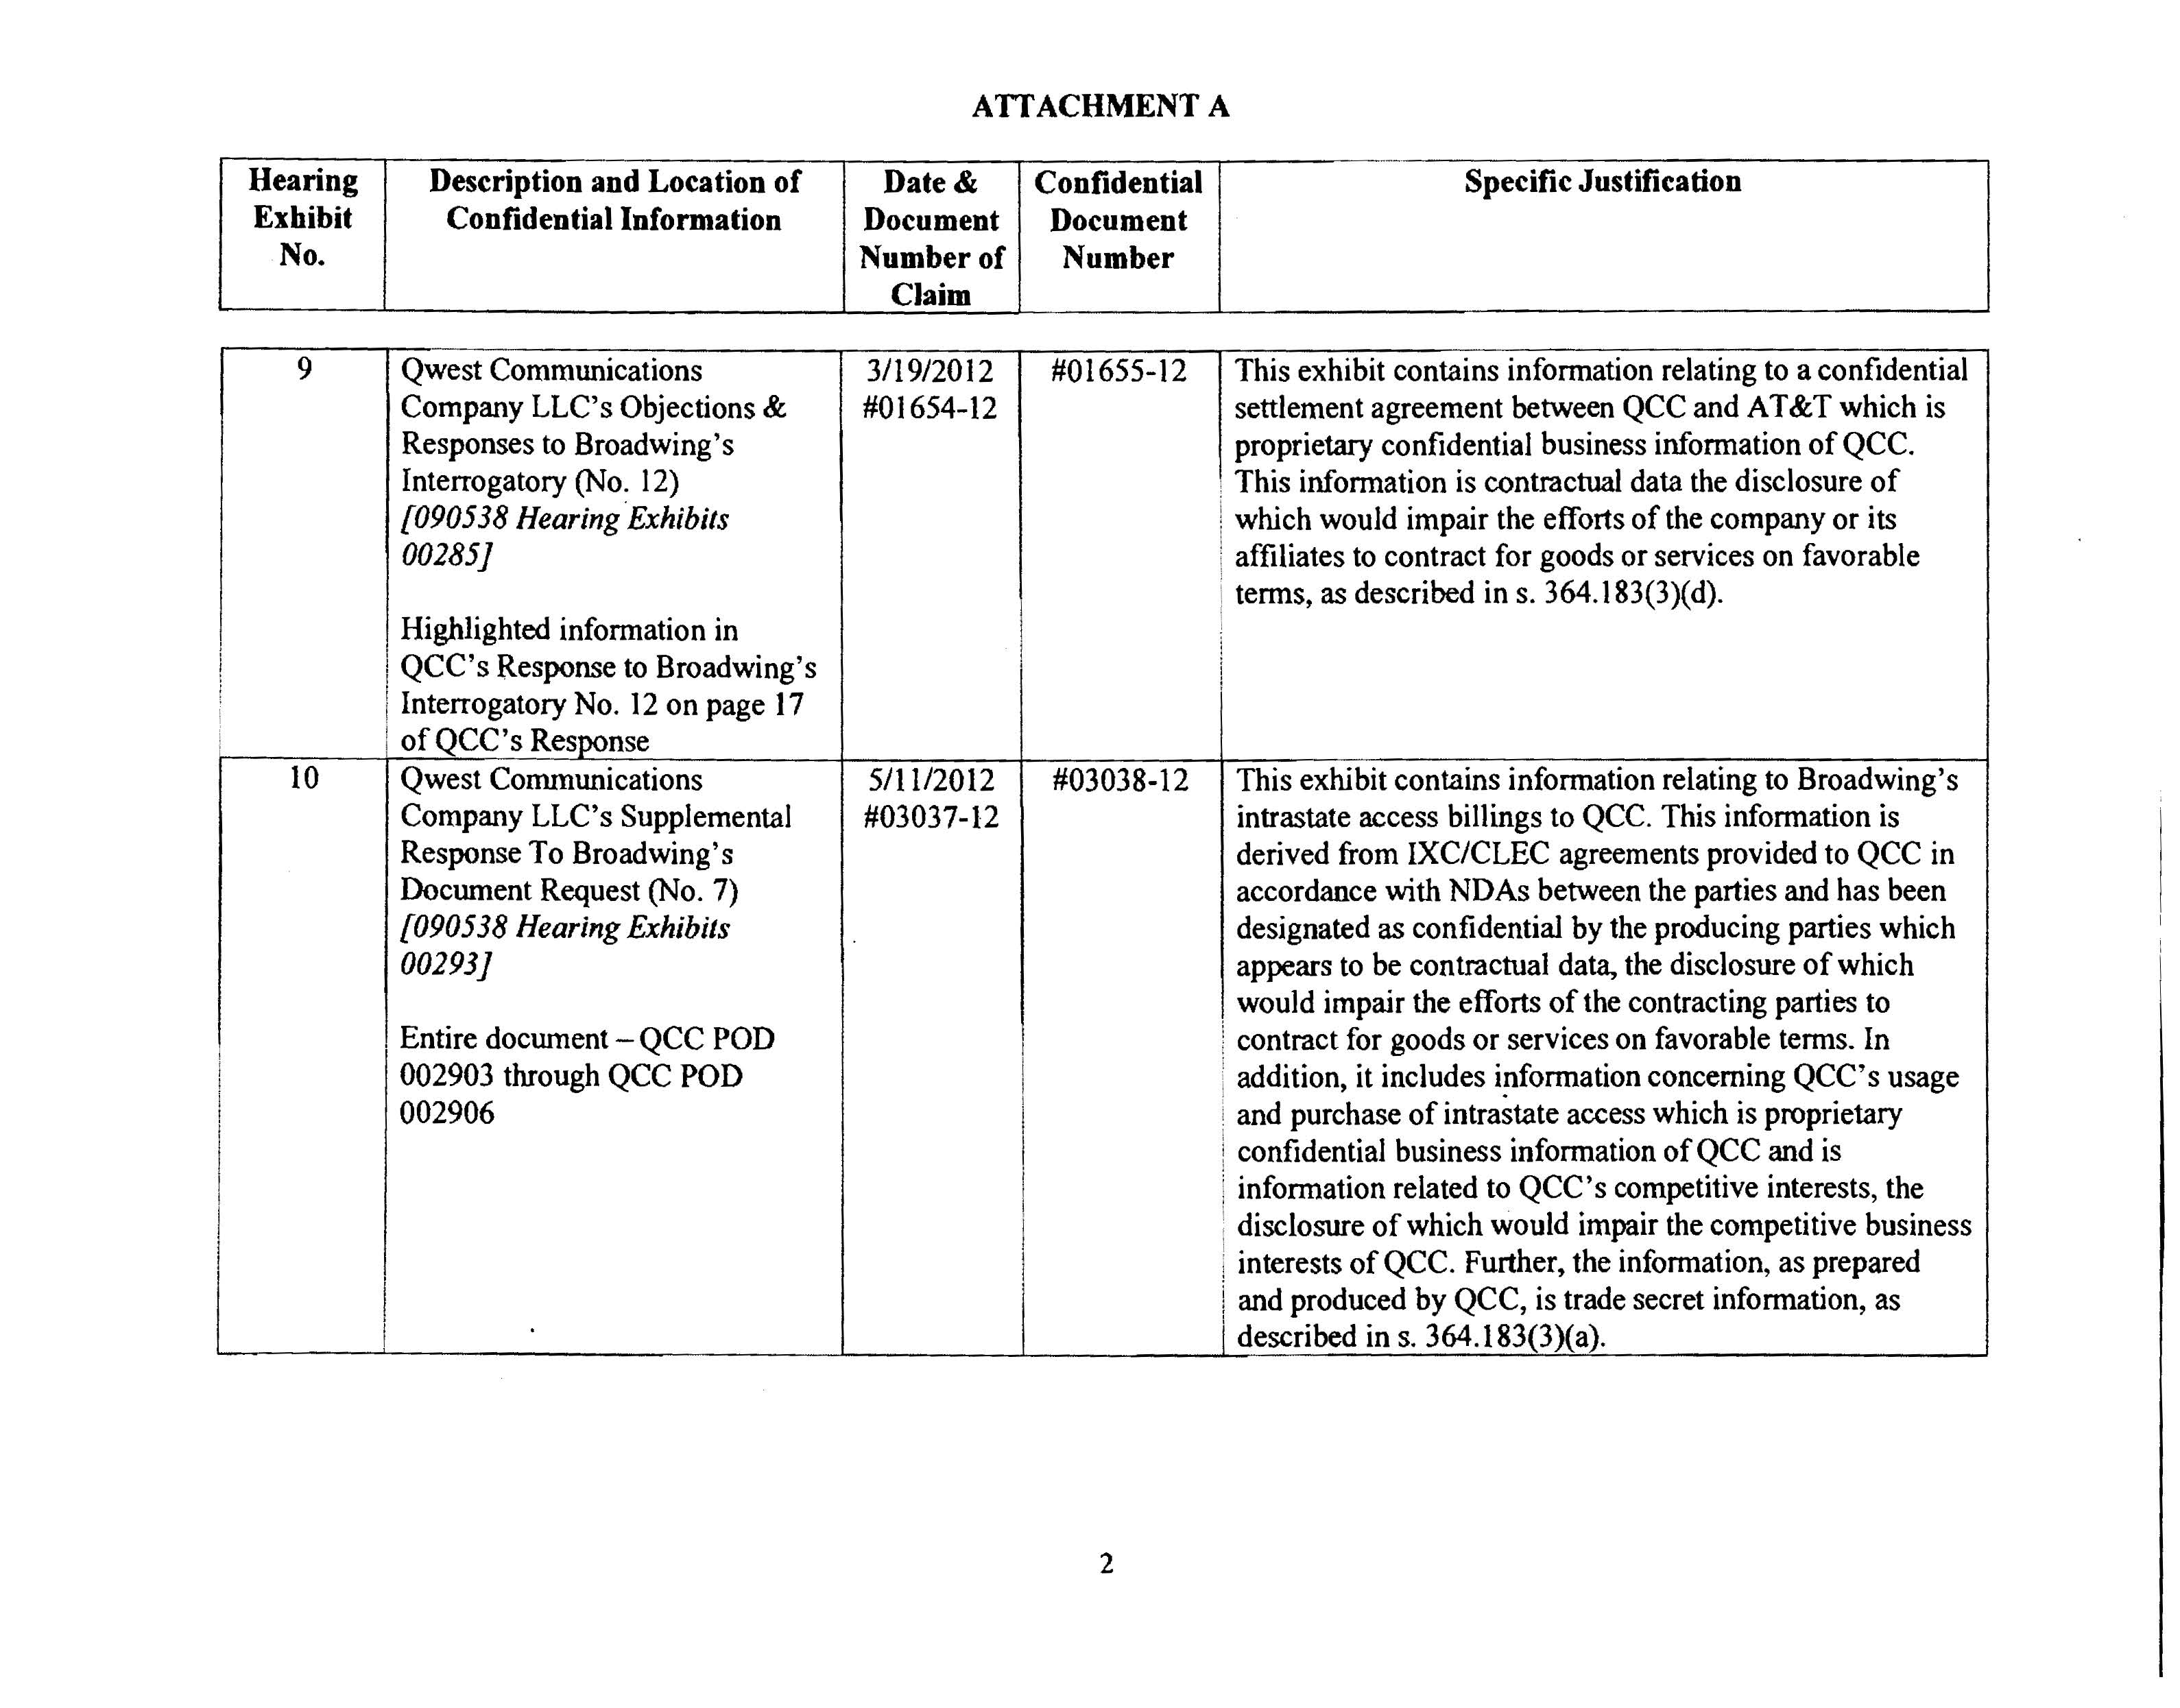 ATTACHMENT A
Hearing
Exhibit
No.
Description and Location of
Confidential Information
Date &
Document
Number of
Claim
Confidential
Document
Number
Specific Justification
9
Qwest Communications
Company LLC's Objections &
Responses to Broadwing's
Interrogatory (No. 12)
[090538 Hearing Exhibits
00285]
Highlighted information in
QCC's Response to Broadwing's
Interrogatory No. 12 on page 17
of QCC's Response
3/19/2012
#01654-12
#01655-12
This exhibit contains information relating to a confidential
settlement agreement between QCC and AT&T which is
proprietary confidential business information of QCC.
This information is contractual data the disclosure of
which would impair the efforts of the company or its
affiliates to contract for goods or services on favorable
terms, as described in s. 364.183(3)(d).
10
Qwest Communications
Company LLC's Supplemental
Response To Broadwing's
Document Request (No. 7)
[090538 Hearing Exhibits
00293]
Entire document – QCC POD
002903 through QCC POD
002906
5/11/2012
#03037-12
#03038-12
This exhibit contains information relating to Broadwing's
intrastate access billings to QCC. This information is
derived from IXC/CLEC agreements provided to QCC in
accordance with NDAs between the parties and has been
designated as confidential by the producing parties which
appears to be contractual data, the disclosure of which
would impair the efforts of the contracting parties to
contract for goods or services on favorable terms. In
addition, it includes information concerning QCC's usage
and purchase of intrastate access which is proprietary
confidential business information of QCC and is
information related to QCC's competitive interests, the
disclosure of which would impair the competitive business
interests of QCC. Further, the information, as prepared
and produced by QCC, is trade secret information, as
described in s. 364.183(3)(a).
2